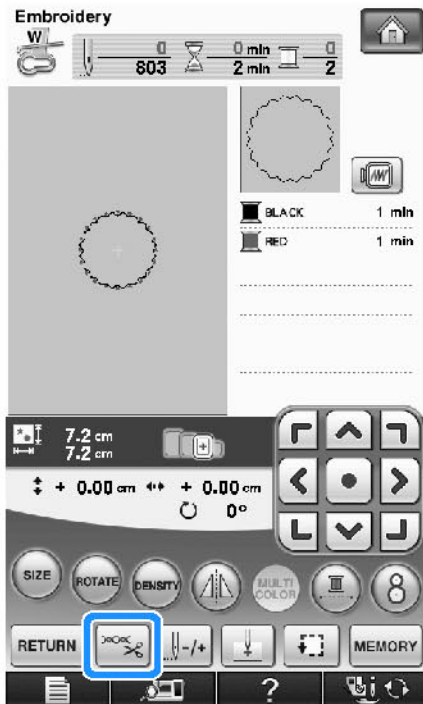 Embroidery
W
0 0 min 0
803 2 min 2
BLACK 1 min
RED 1 min
7.2 cm
7.2 cm
+ 0.00 cm + 0.00 cm
0°
SIZE ROTATE DENSITY MULTI COLOR 8
RETURN -/+ MEMORY
?